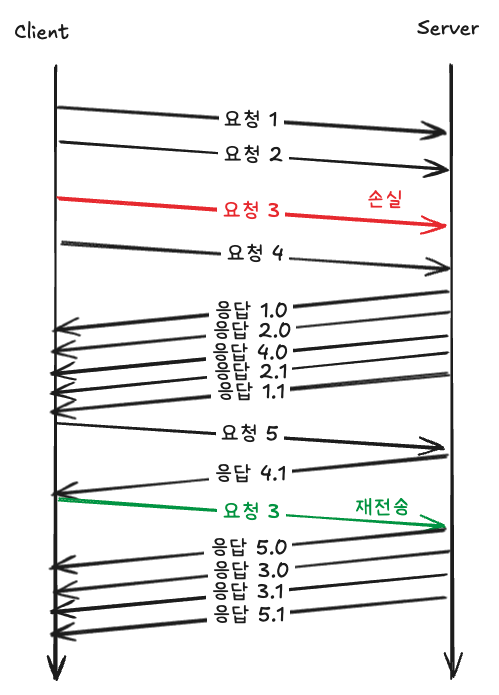 Client
Server
요청 1
요청 2
손실
요청 3
요청 4
응답 1.0
응답 2.0
응답 4.0
응답 2.1
응답 1.1
요청 5
응답 4.1
재전송
요청 3
응답 5.0
응답 3.0
응답 3.1
응답 5.1